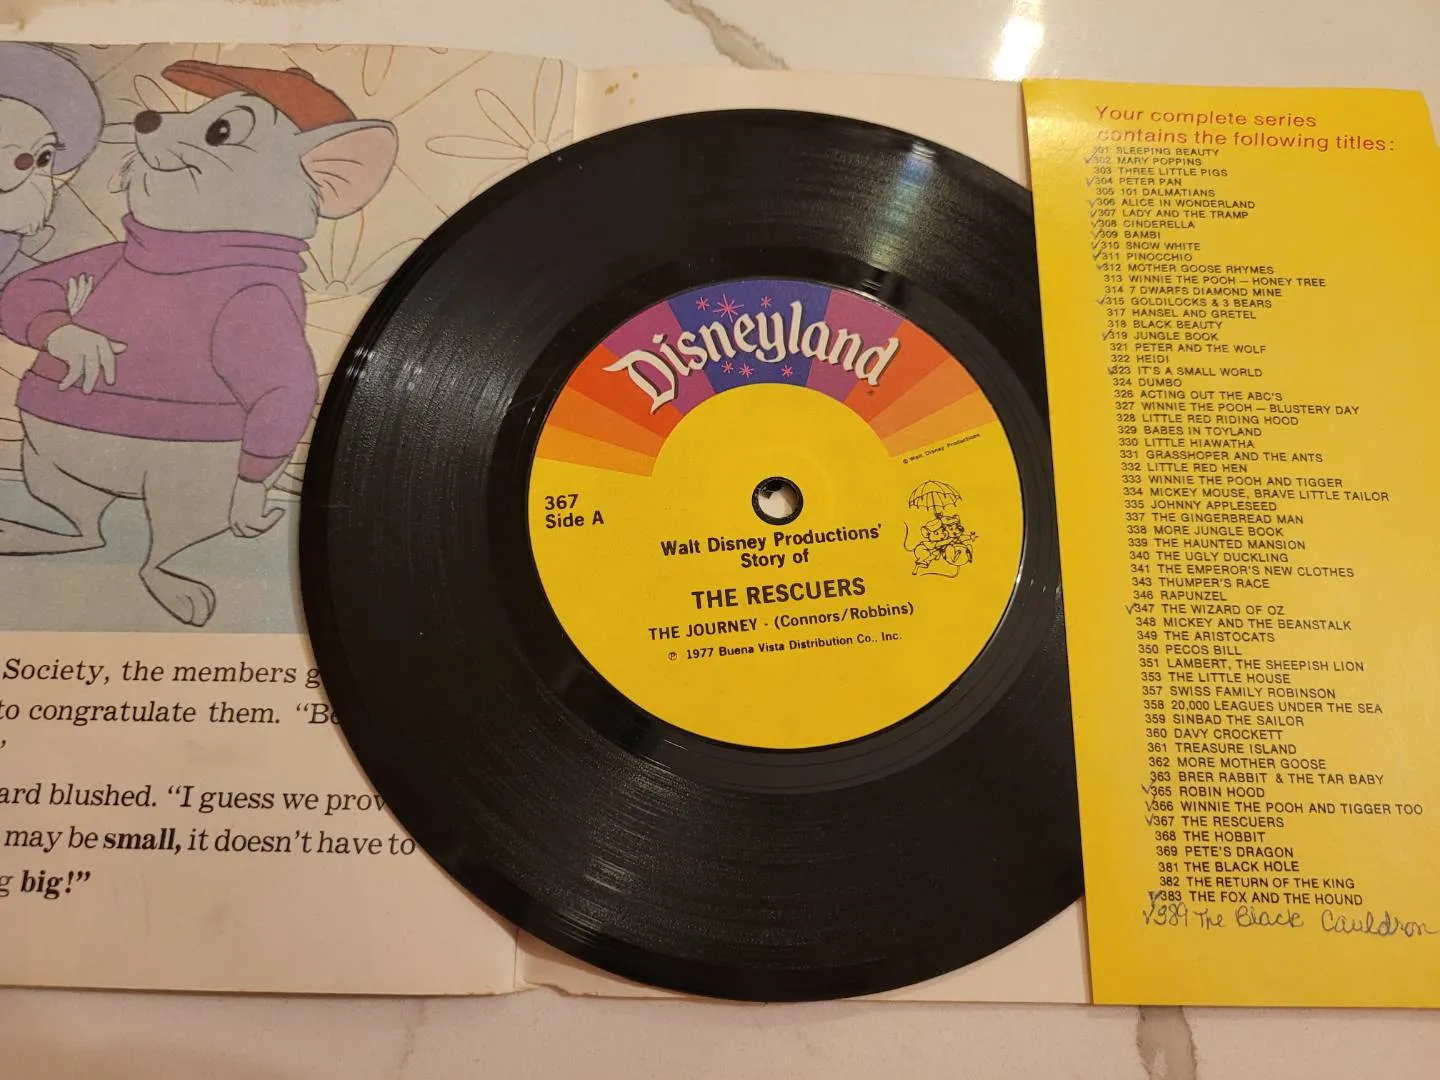 Society, the members
to congratulate them. “
blushed. “I guess we
may be small, it doesn't have to
big!”
Disneyland
© Walt Disney Productions
367
Side A
Walt Disney Productions'
Story of
THE RESCUERS
THE JOURNEY - (Connors/Robbins)
℗ 1977 Buena Vista Distribution Co., Inc.
Your complete series
contains the following titles:
301 SLEEPING BEAUTY
✓302 MARY POPPINS
303 THREE LITTLE PIGS
✓304 PETER PAN
305 101 DALMATIANS
✓306 ALICE IN WONDERLAND
✓307 LADY AND THE TRAMP
✓308 CINDERELLA
✓309 BAMBI
✓310 SNOW WHITE
✓311 PINOCCHIO
✓312 MOTHER GOOSE RHYMES
313 WINNIE THE POOH – HONEY TREE
314 7 DWARFS DIAMOND MINE
✓315 GOLDILOCKS & 3 BEARS
317 HANSEL AND GRETEL
318 BLACK BEAUTY
✓319 JUNGLE BOOK
321 PETER AND THE WOLF
322 HEIDI
✓323 IT'S A SMALL WORLD
324 DUMBO
326 ACTING OUT THE ABC'S
327 WINNIE THE POOH – BLUSTERY DAY
328 LITTLE RED RIDING HOOD
329 BABES IN TOYLAND
330 LITTLE HIAWATHA
331 GRASSHOPER AND THE ANTS
332 LITTLE RED HEN
333 WINNIE THE POOH AND TIGGER
334 MICKEY MOUSE, BRAVE LITTLE TAILOR
335 JOHNNY APPLESEED
337 THE GINGERBREAD MAN
338 MORE JUNGLE BOOK
339 THE HAUNTED MANSION
340 THE UGLY DUCKLING
341 THE EMPEROR'S NEW CLOTHES
343 THUMPER'S RACE
346 RAPUNZEL
✓347 THE WIZARD OF OZ
348 MICKEY AND THE BEANSTALK
349 THE ARISTOCATS
350 PECOS BILL
351 LAMBERT, THE SHEEPISH LION
353 THE LITTLE HOUSE
357 SWISS FAMILY ROBINSON
358 20,000 LEAGUES UNDER THE SEA
359 SINBAD THE SAILOR
360 DAVY CROCKETT
361 TREASURE ISLAND
362 MORE MOTHER GOOSE
363 BRER RABBIT & THE TAR BABY
✓365 ROBIN HOOD
✓366 WINNIE THE POOH AND TIGGER TOO
✓367 THE RESCUERS
368 THE HOBBIT
369 PETE'S DRAGON
381 THE BLACK HOLE
382 THE RETURN OF THE KING
✓383 THE FOX AND THE HOUND
✓389 The Black Cauldron